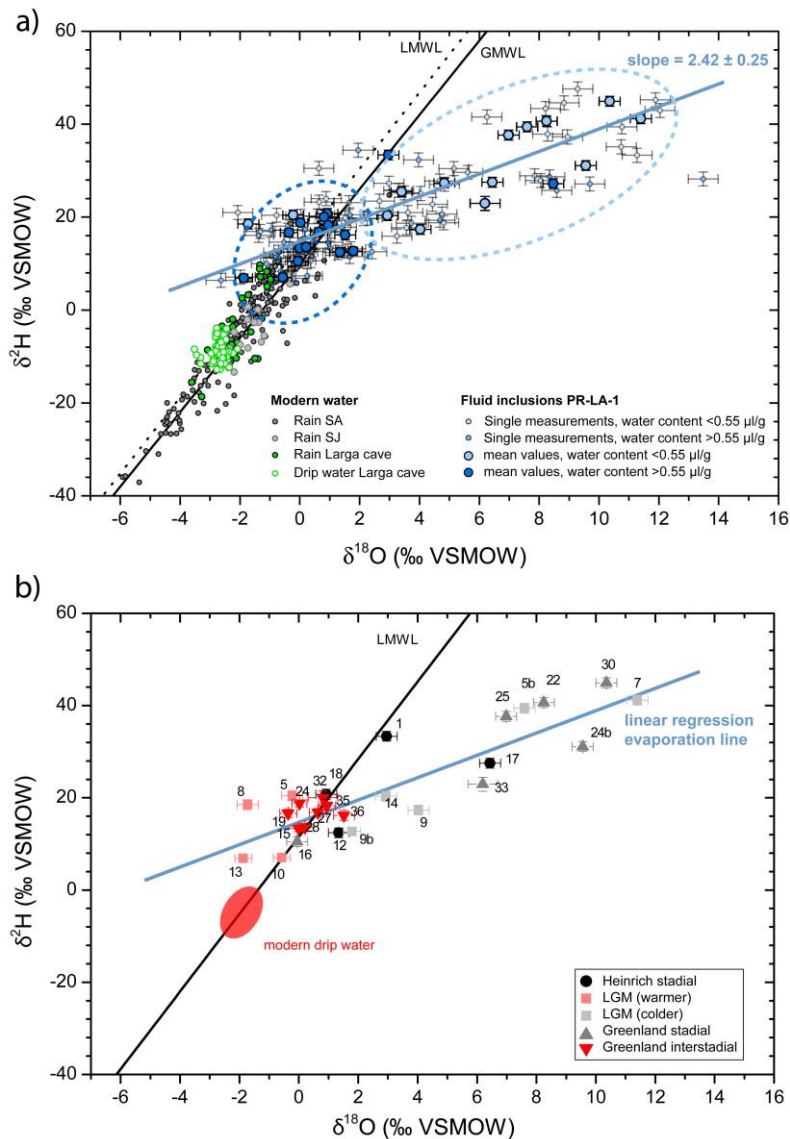 a)
60
40
20
0
-20
-40
-6 -4 -2 0 2 4 6 8 10 12 14 16
δ²H (‰ VSMOW)
δ¹⁸O (‰ VSMOW)
LMWL
GMWL
slope = 2.42 ± 0.25
Modern water
Rain SA
Rain SJ
Rain Larga cave
Drip water Larga cave
Fluid inclusions PR-LA-1
Single measurements, water content <0.55 µl/g
Single measurements, water content >0.55 µl/g
mean values, water content <0.55 µl/g
mean values, water content >0.55 µl/g
b)
60
40
20
0
-20
-40
-6 -4 -2 0 2 4 6 8 10 12 14 16
δ²H (‰ VSMOW)
δ¹⁸O (‰ VSMOW)
LMWL
30
5b 22
7
25
1
24b
17
18
32
5 24
8
33
14
35
36
19
27
9
15
28
12
9b
16
13
10
linear regression
evaporation line
modern drip water
Heinrich stadial
LGM (warmer)
LGM (colder)
Greenland stadial
Greenland interstadial